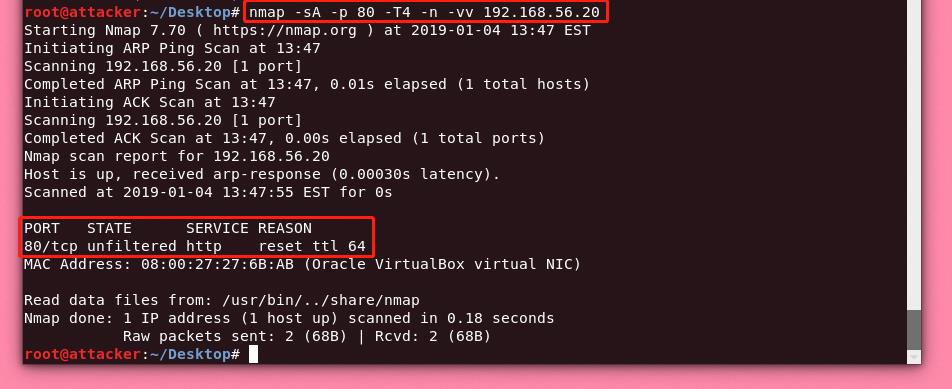 root@attacker:~/Desktop# nmap -sA -p 80 -T4 -n -vv 192.168.56.20
Starting Nmap 7.70 ( https://nmap.org ) at 2019-01-04 13:47 EST
Initiating ARP Ping Scan at 13:47
Scanning 192.168.56.20 [1 port]
Completed ARP Ping Scan at 13:47, 0.01s elapsed (1 total hosts)
Initiating ACK Scan at 13:47
Scanning 192.168.56.20 [1 port]
Completed ACK Scan at 13:47, 0.00s elapsed (1 total ports)
Nmap scan report for 192.168.56.20
Host is up, received arp-response (0.00030s latency).
Scanned at 2019-01-04 13:47:55 EST for 0s
PORT   STATE      SERVICE REASON
80/tcp unfiltered http    reset ttl 64
MAC Address: 08:00:27:27:6B:AB (Oracle VirtualBox virtual NIC)
Read data files from: /usr/bin/../share/nmap
Nmap done: 1 IP address (1 host up) scanned in 0.18 seconds
           Raw packets sent: 2 (68B) | Rcvd: 2 (68B)
root@attacker:~/Desktop#